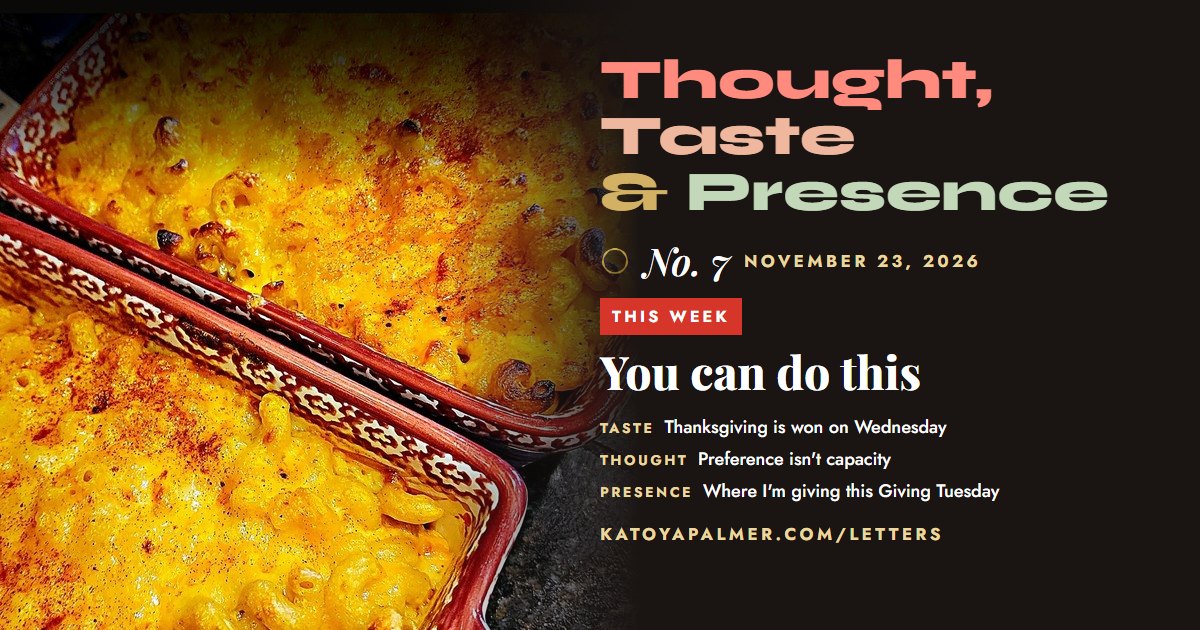 Thought,
Taste
& Presence
No. 7 NOVEMBER 23, 2026
THIS WEEK
You can do this
TASTE Thanksgiving is won on Wednesday
THOUGHT Preference isn't capacity
PRESENCE Where I'm giving this Giving Tuesday
KATOYAPALMER.COM/LETTERS